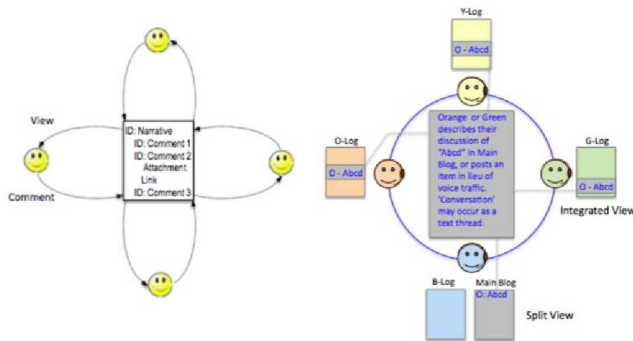 View
Comment
ID: Narrative
ID: Comment 1
ID: Comment 2
Attachment
Link
ID: Comment 3
Y-Log
O - Abcd
O-Log
O - Abcd
Orange or Green
describes their
discussion of
"Abcd" in Main
Blog, or posts an
item in lieu of
voice traffic.
'Conversation'
may occur as a
text thread.
G-Log
O - Abcd
Integrated View
B-Log
Main Blog
O: Abcd
Split View